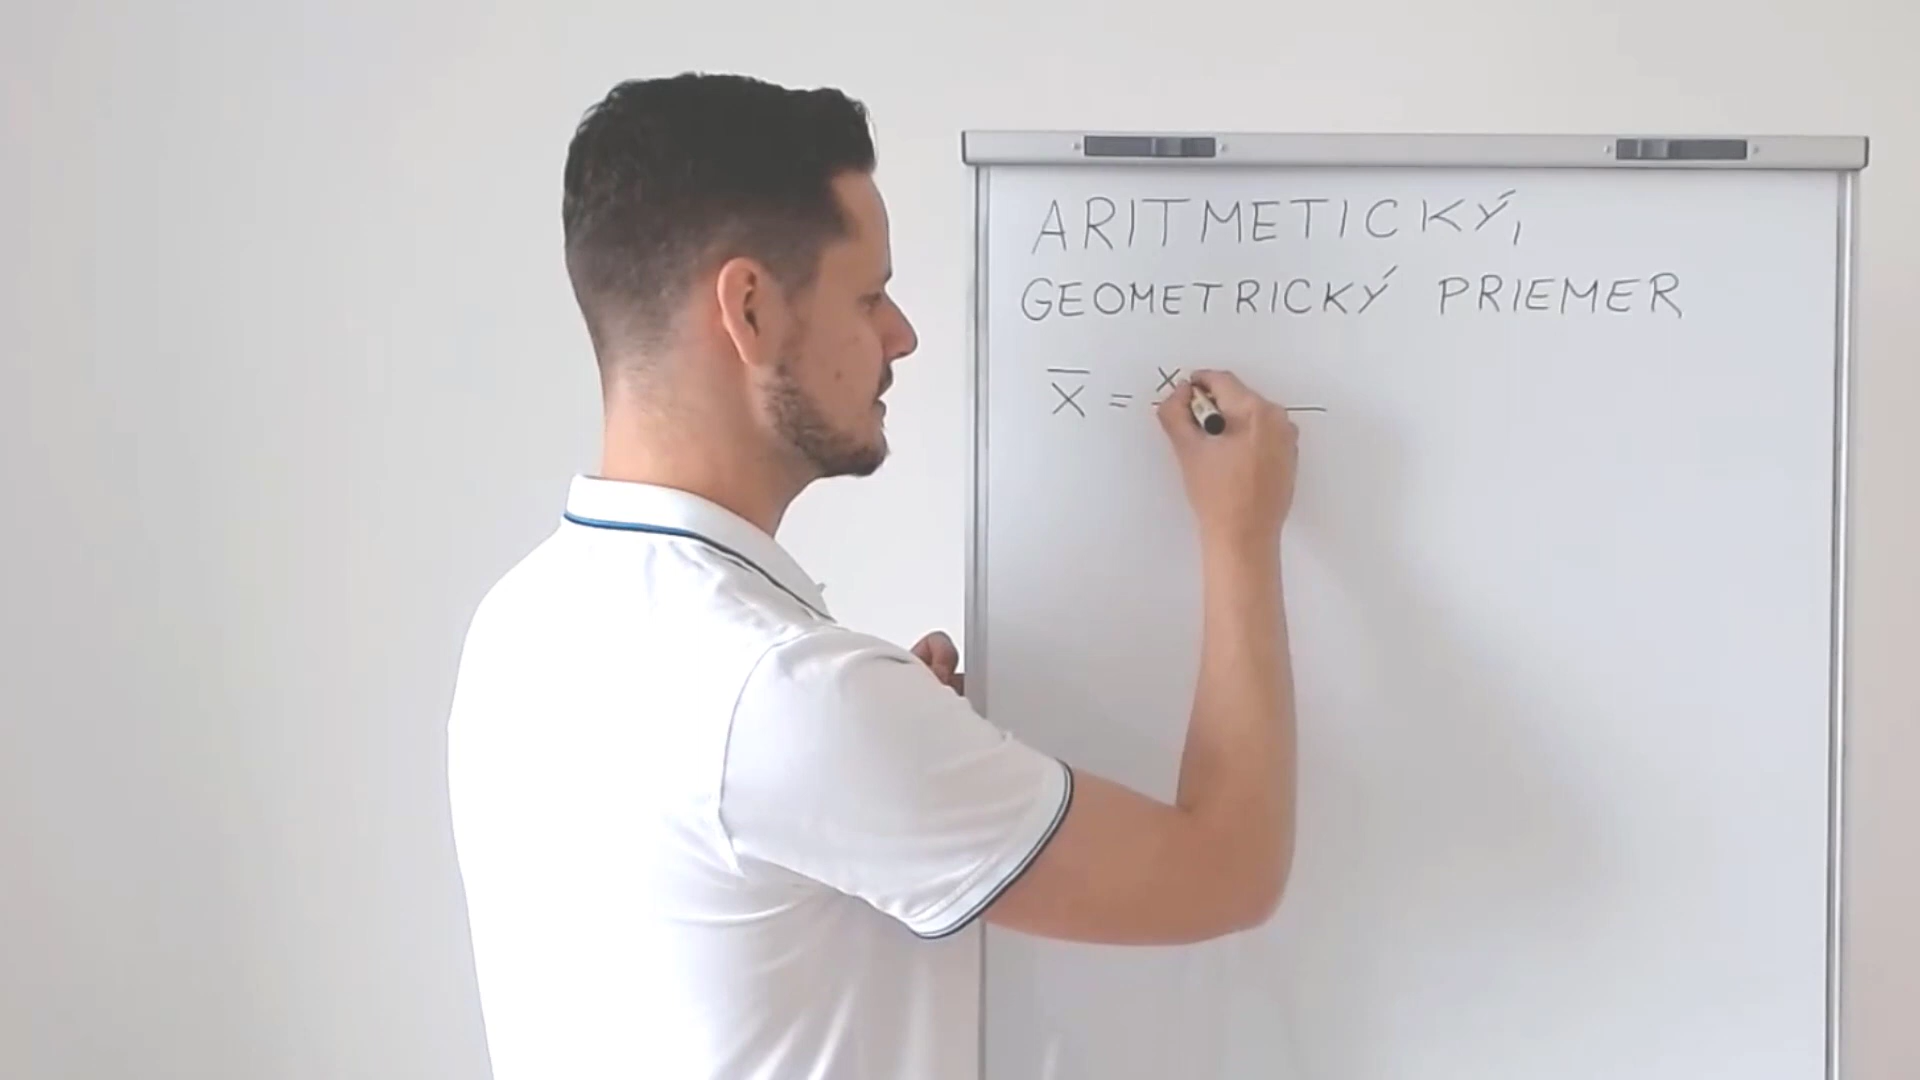 ARITMETICKÝ,
GEOMETRICKÝ PRIEMER
x̄ = x